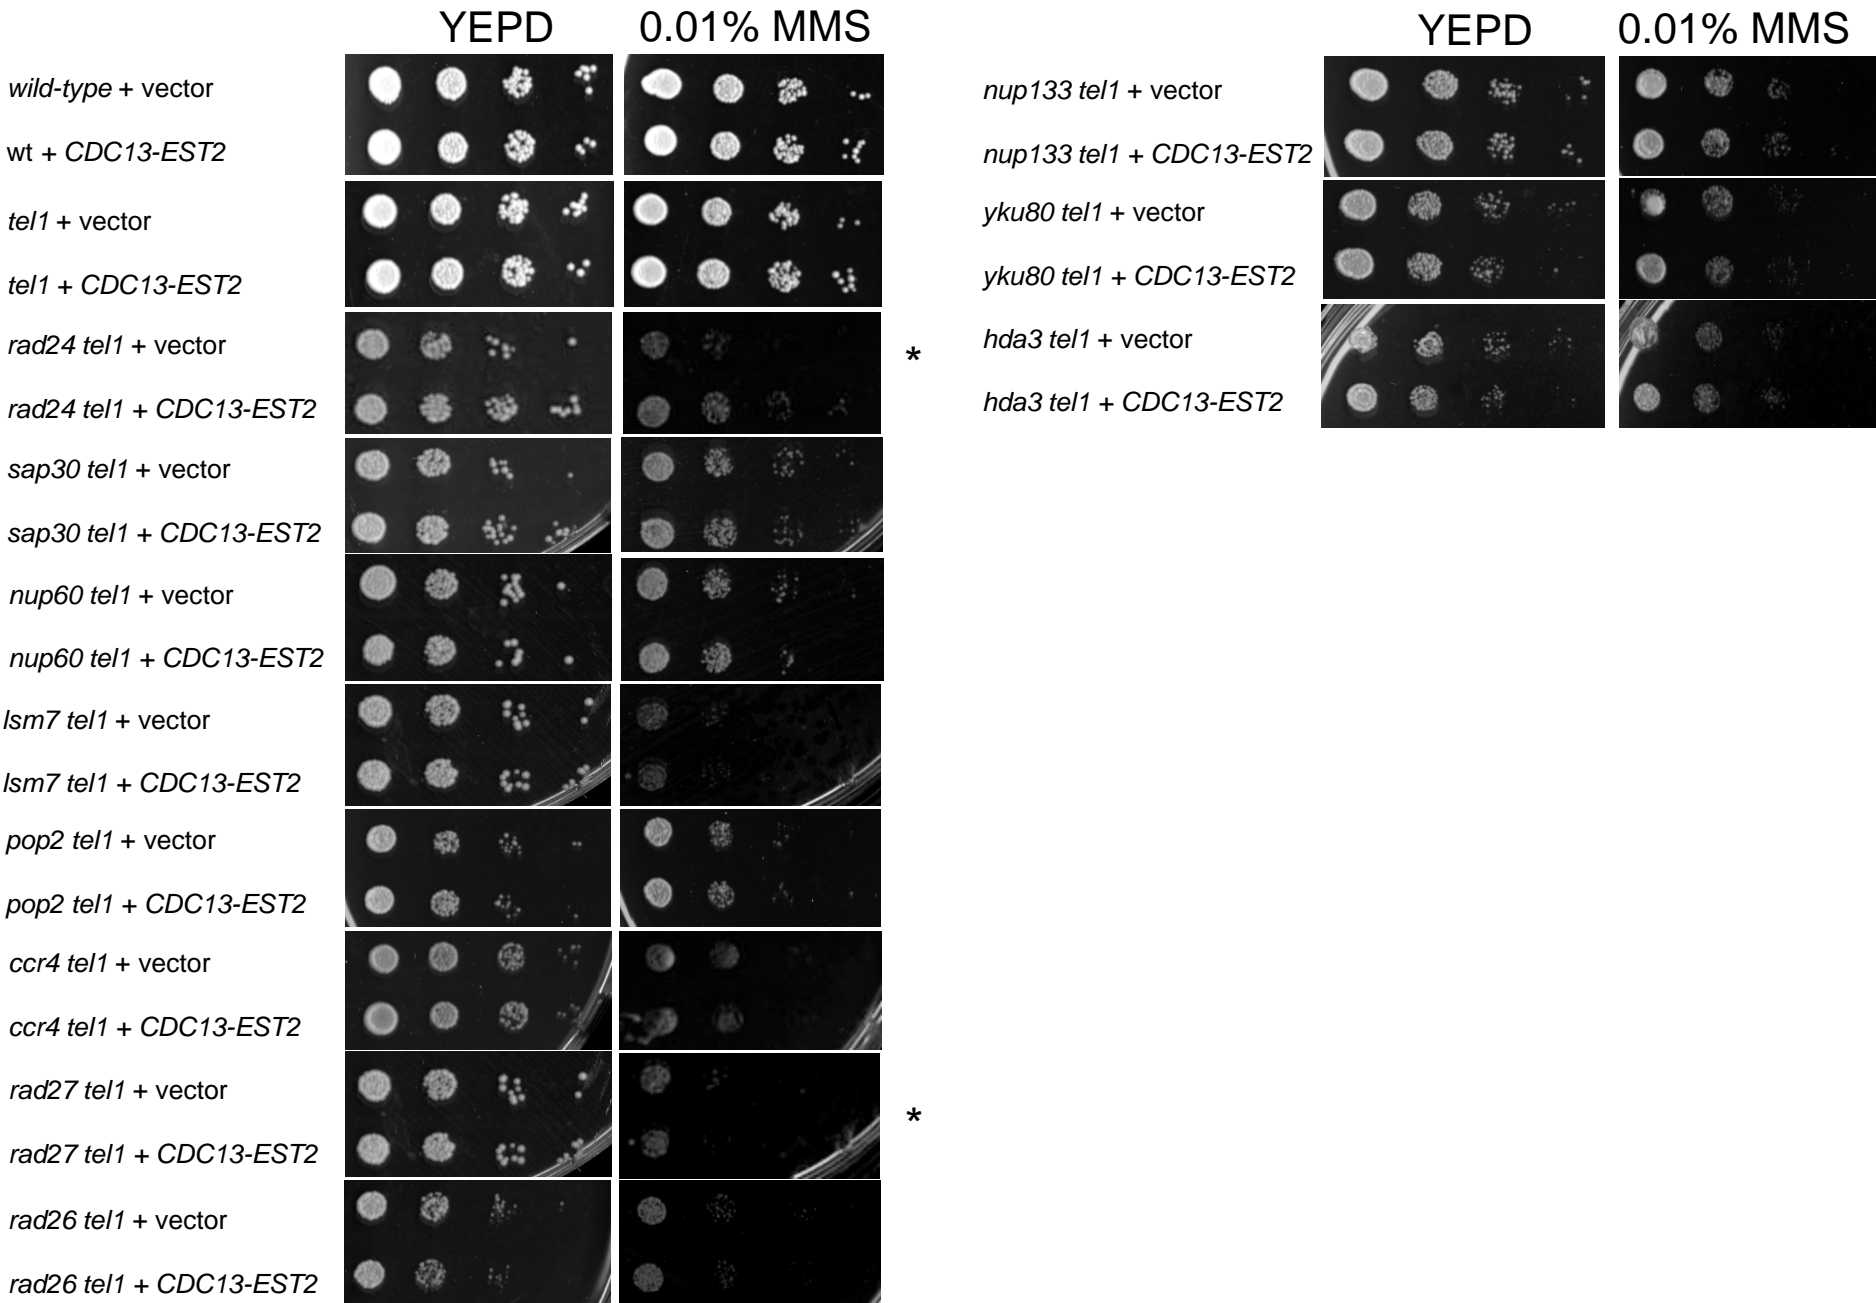 YEPD 0.01% MMS
wild-type + vector
wt + CDC13-EST2
tel1 + vector
tel1 + CDC13-EST2
rad24 tel1 + vector
*
rad24 tel1 + CDC13-EST2
sap30 tel1 + vector
sap30 tel1 + CDC13-EST2
nup60 tel1 + vector
nup60 tel1 + CDC13-EST2
lsm7 tel1 + vector
lsm7 tel1 + CDC13-EST2
pop2 tel1 + vector
pop2 tel1 + CDC13-EST2
ccr4 tel1 + vector
ccr4 tel1 + CDC13-EST2
rad27 tel1 + vector
*
rad27 tel1 + CDC13-EST2
rad26 tel1 + vector
rad26 tel1 + CDC13-EST2
YEPD 0.01% MMS
nup133 tel1 + vector
nup133 tel1 + CDC13-EST2
yku80 tel1 + vector
yku80 tel1 + CDC13-EST2
hda3 tel1 + vector
hda3 tel1 + CDC13-EST2